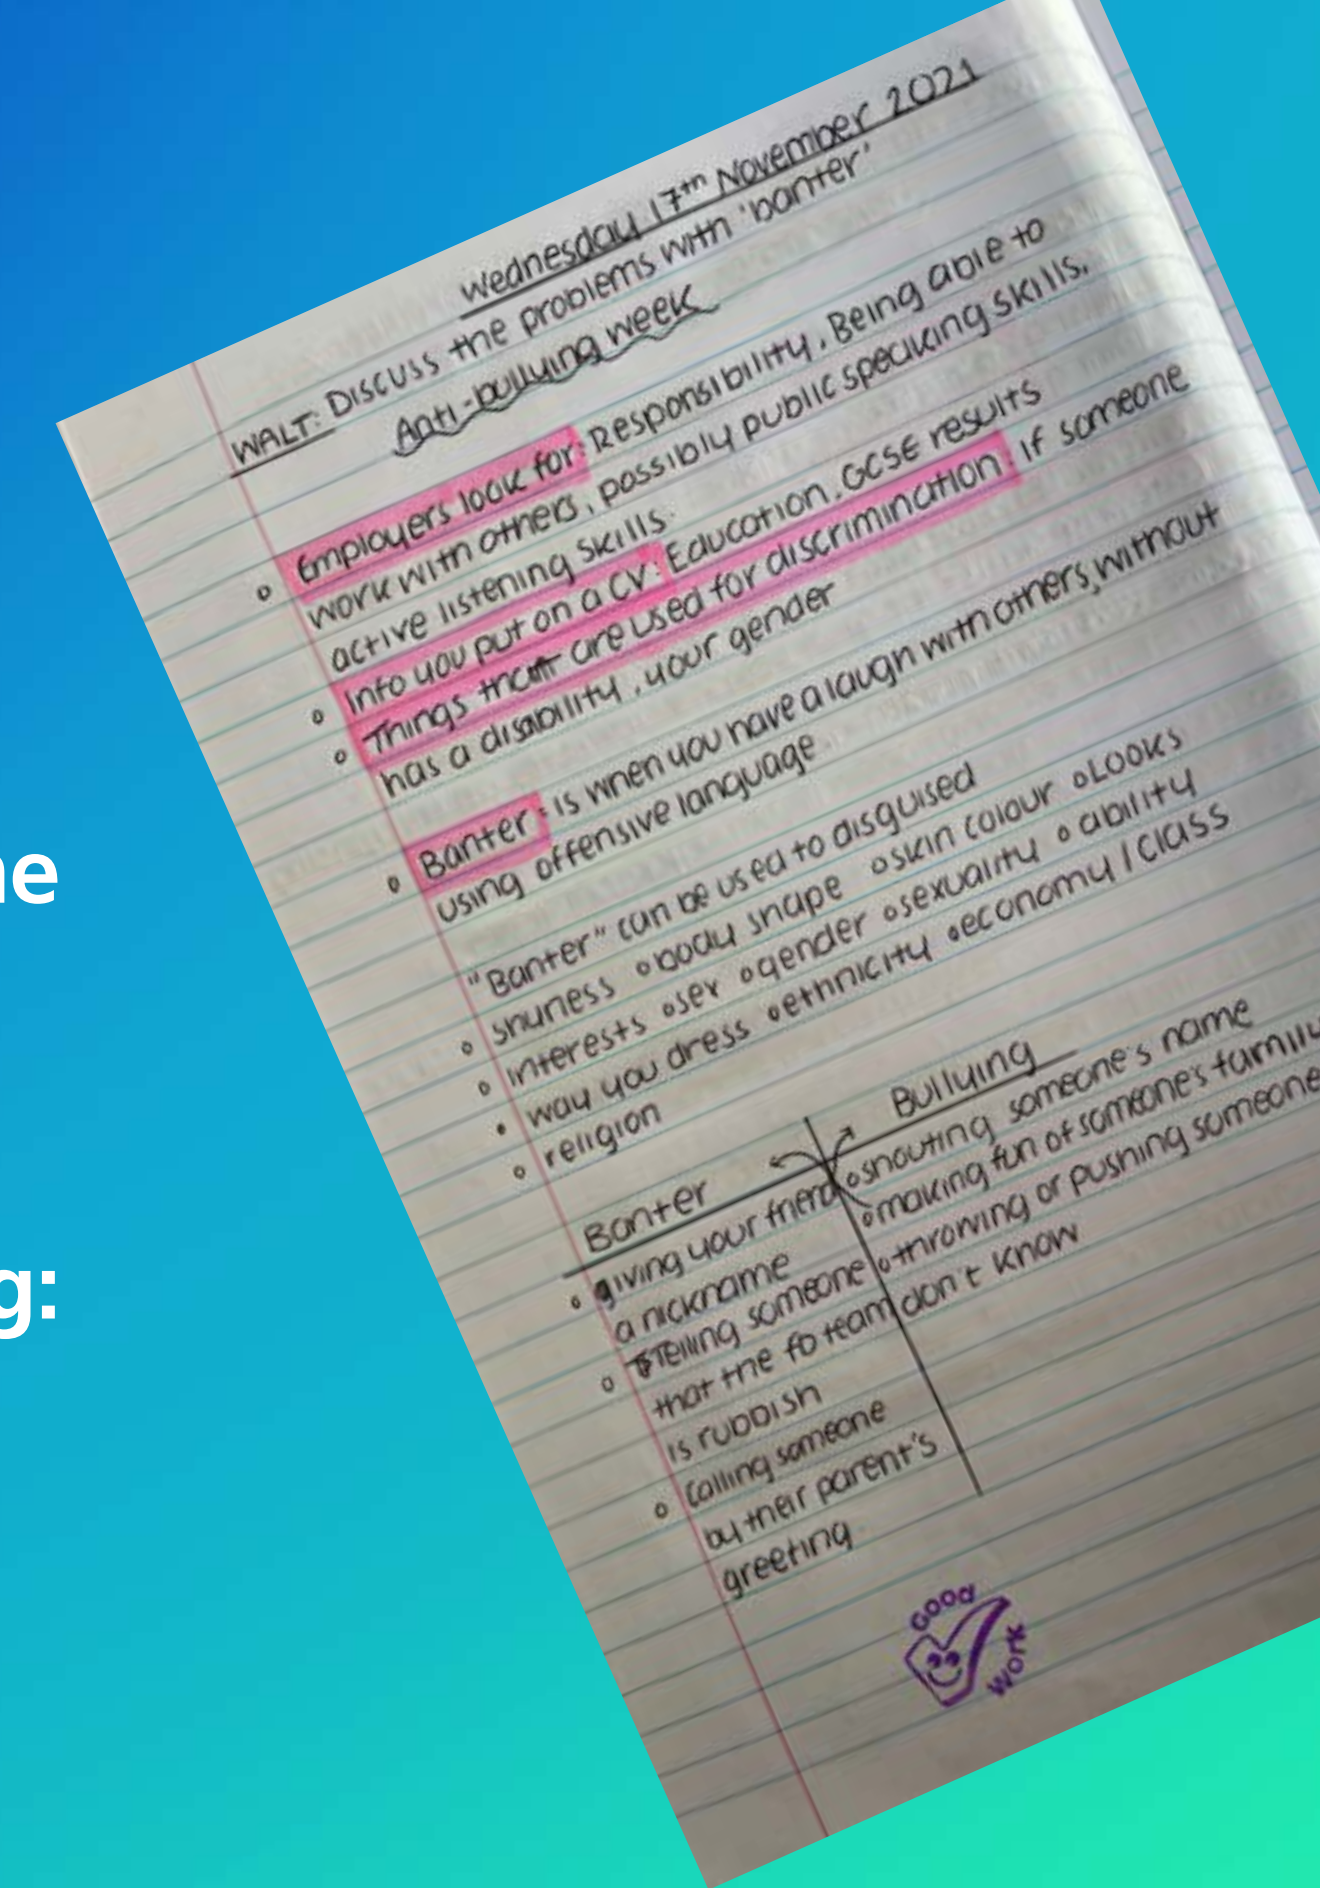 ne
g:
Wednesday 17th November 2021
WALT: Discuss the problems with 'banter'
Anti-bullying week
Employers look for: Responsibility, Being able to
work with others, possibly public speaking skills,
active listening skills.
Info you put on a CV: Education, GCSE results
Things that are used for discrimination: if someone
has a disability, your gender
Banter: is when you have a laugh with others, without
using offensive language
"Banter" can be used to disguised
shyness o body shape o skin colour o Looks
interests o sex o gender o sexuality o ability
way you dress o ethnicity o economy / class
religion
Banter
giving your friend
a nickname
Telling someone
that the fo team
is rubbish
Calling someone
by their parent's
greeting
Bullying
o shouting someone's name
o making fun of someone's family
o throwing or pushing someone
don't know
Good
Work